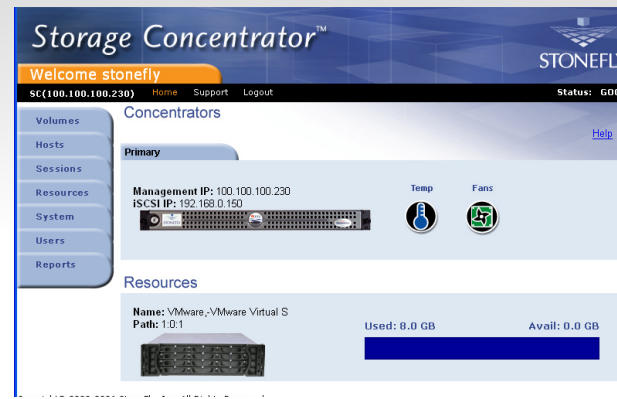 Storage Concentrator™
STONEFLY
Welcome stonefly
SC(100.100.100.230) Home Support Logout Status:
Volumes
Hosts
Sessions
Resources
System
Users
Reports
Concentrators
Help
Primary
Management IP: 100.100.100.230
iSCSI IP: 192.168.0.150
Temp Fans
Resources
Name: VMware,-VMware Virtual S
Path: 1:0:1
Used: 8.0 GB Avail: 0.0 GB